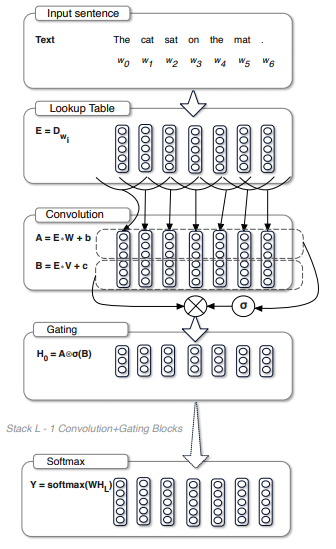 Input sentence
Text The cat sat on the mat .
w0 w1 w2 w3 w4 w5 w6
Lookup Table
E = Dwi
Convolution
A = E*W + b
B = E*V + c
σ
Gating
H0 = A⊗σ(B)
Stack L - 1 Convolution+Gating Blocks
Softmax
Y = softmax(WHL)